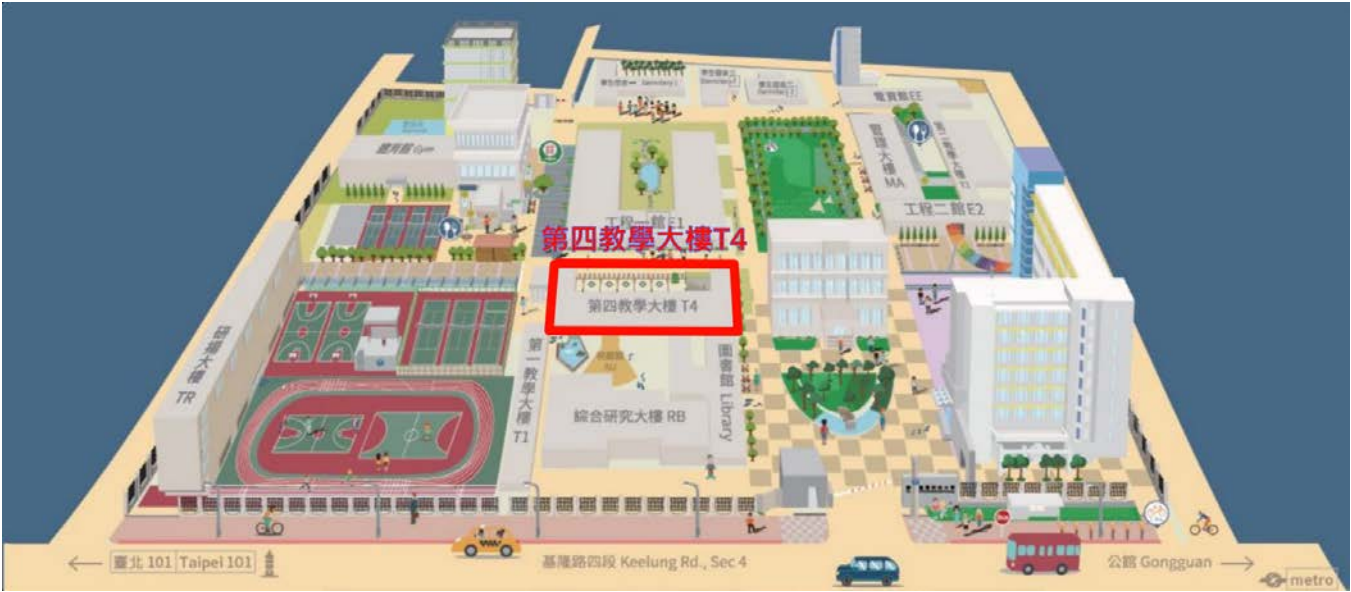 電資館 EE
體育館 Gym
管理大樓 MA
工程二館 E2
工程一館 E1
第四教學大樓T4
第四教學大樓 T4
研揚大樓 TR
第一教學大樓 T1
圖書館 Library
綜合研究大樓 RB
臺北 101 Taipei 101
基隆路四段 Keelung Rd., Sec 4
公館 Gongguan
metro